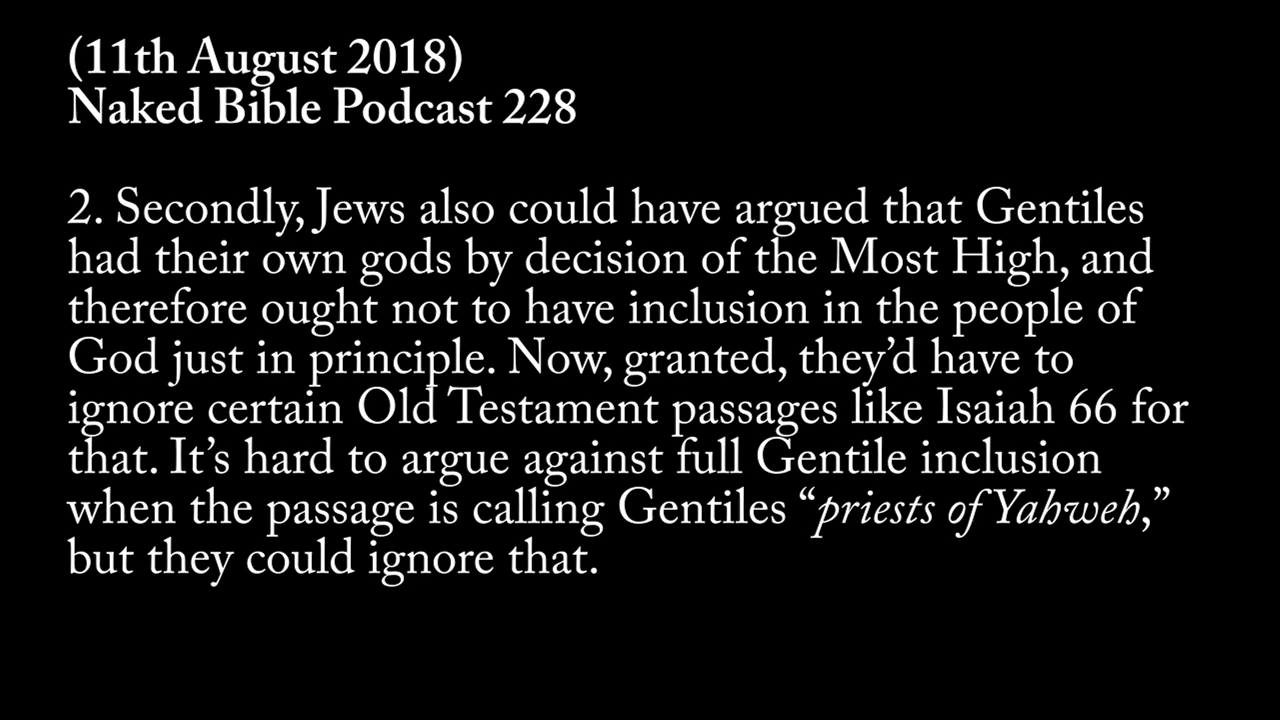 (11th August 2018)
Naked Bible Podcast 228
2. Secondly, Jews also could have argued that Gentiles
had their own gods by decision of the Most High, and
therefore ought not to have inclusion in the people of
God just in principle. Now, granted, they’d have to
ignore certain Old Testament passages like Isaiah 66 for
that. It’s hard to argue against full Gentile inclusion
when the passage is calling Gentiles “priests of Yahweh,”
but they could ignore that.